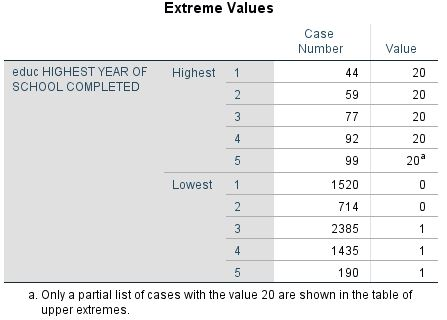 Extreme Values
Case Number Value
educ HIGHEST YEAR OF SCHOOL COMPLETED Highest 1 44 20
2 59 20
3 77 20
4 92 20
5 99 20a
Lowest 1 1520 0
2 714 0
3 2385 1
4 1435 1
5 190 1
a. Only a partial list of cases with the value 20 are shown in the table of
upper extremes.